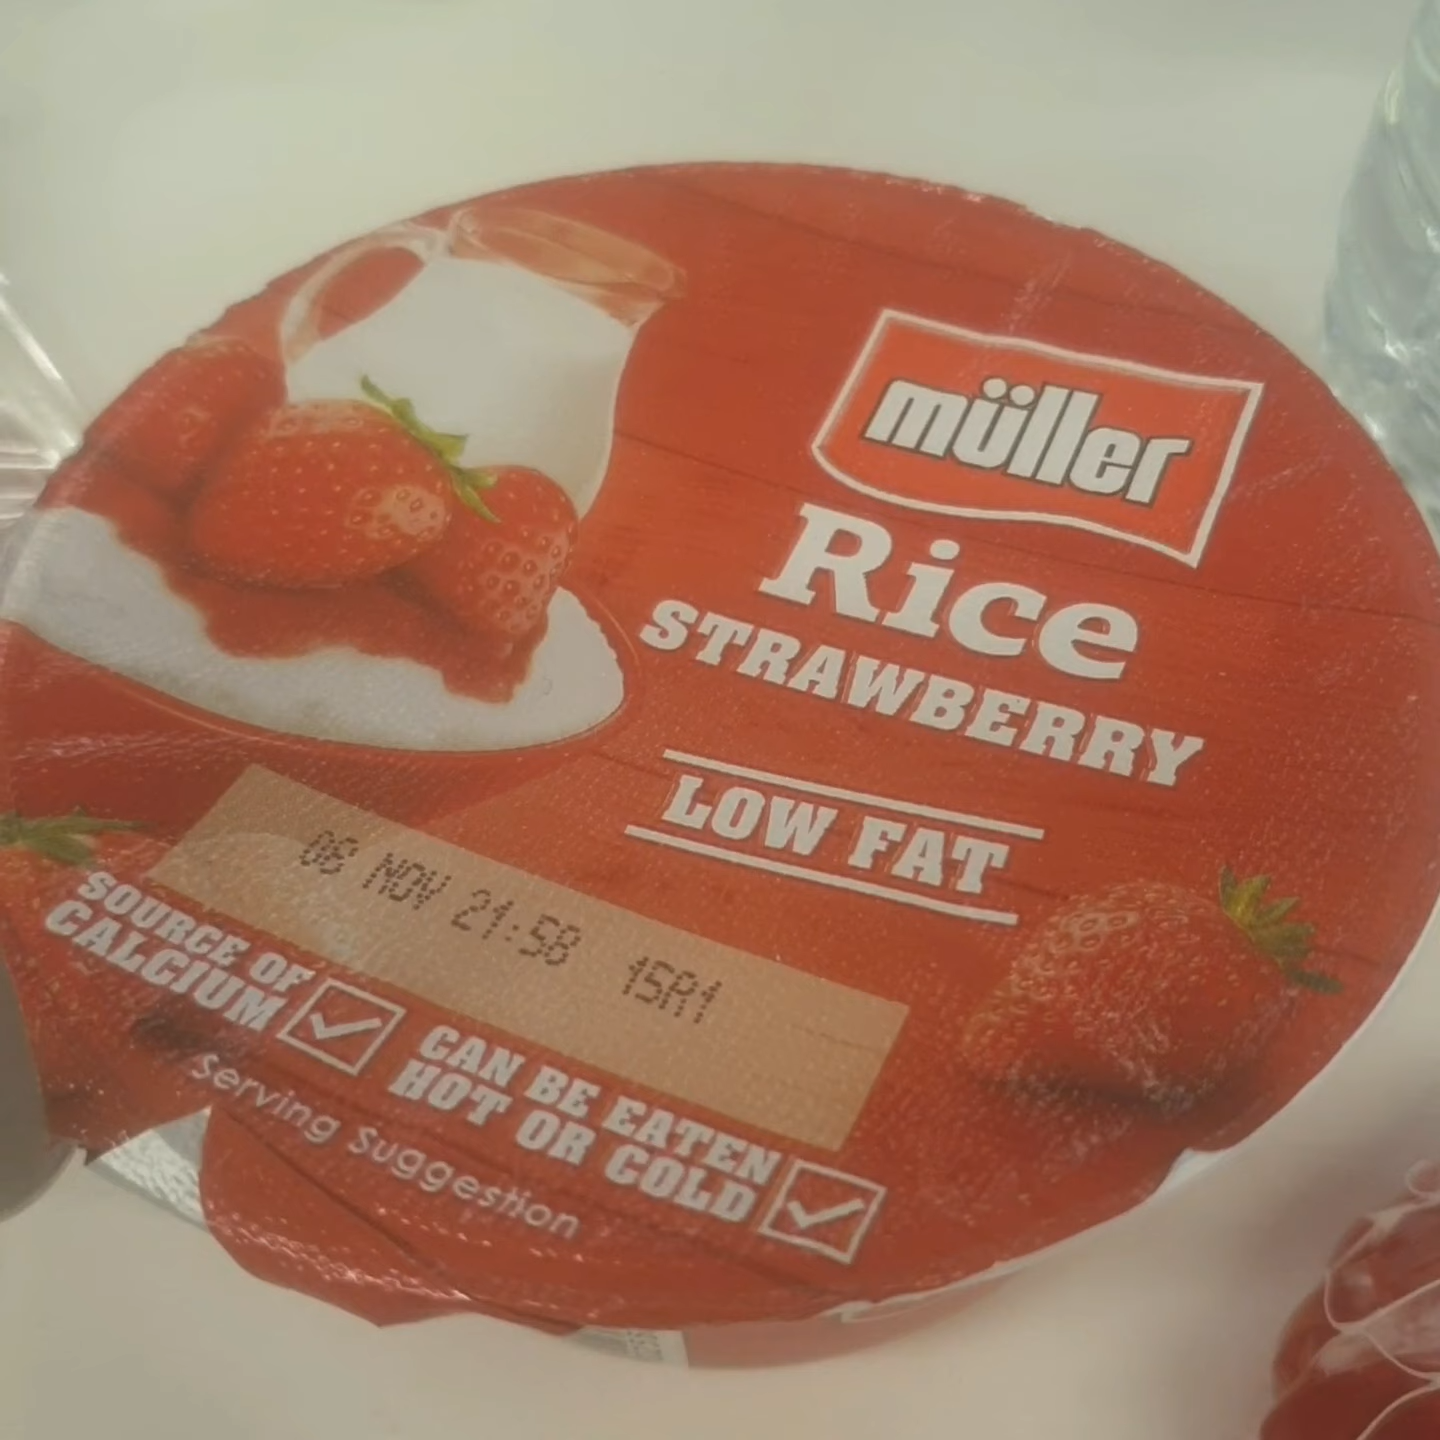 müller
Rice
STRAWBERRY
LOW FAT
NOV 21:58 15R1
SOURCE OF
CALCIUM
CAN BE EATEN
HOT OR COLD
Serving Suggestion